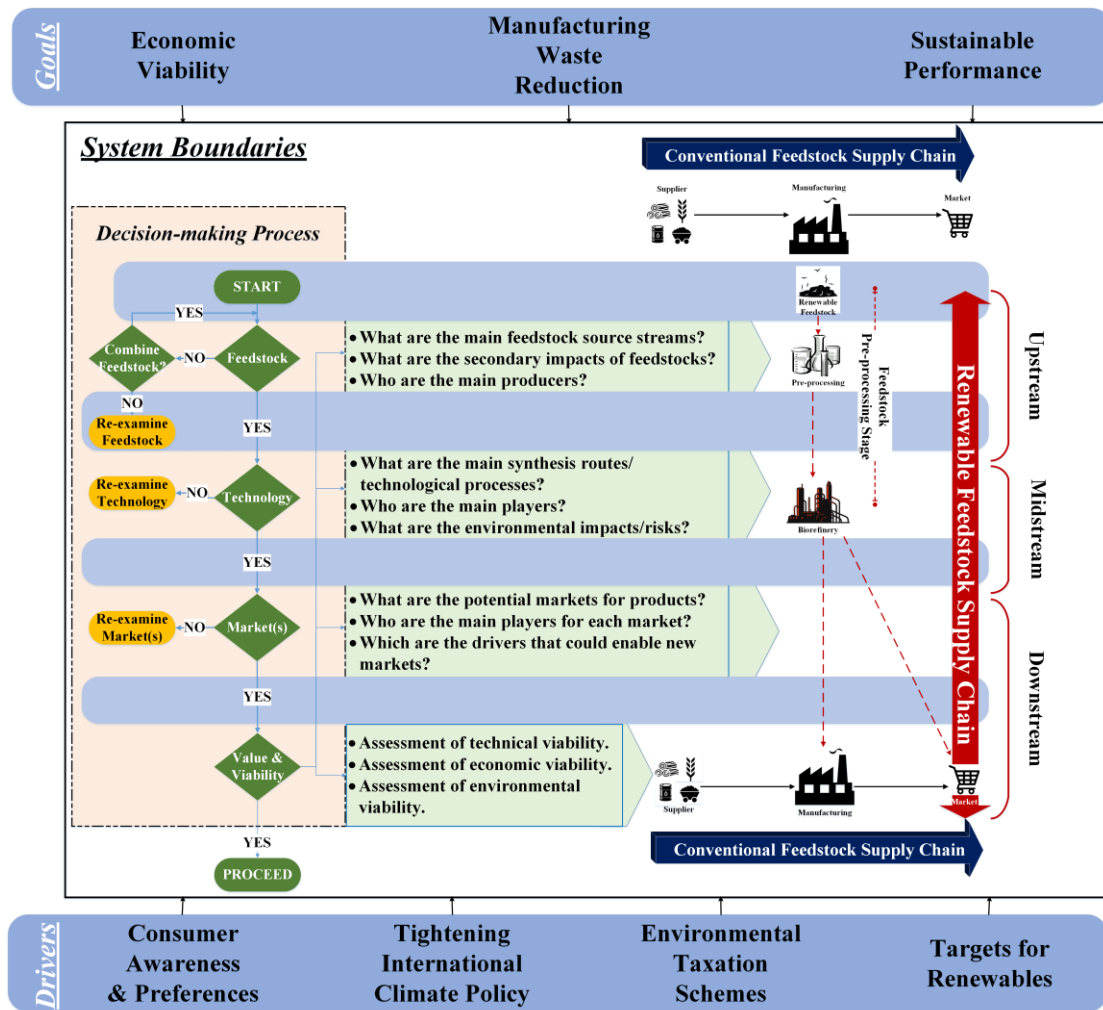 Goals
Economic
Viability
Manufacturing
Waste
Reduction
Sustainable
Performance
System Boundaries
Conventional Feedstock Supply Chain
Supplier
Manufacturing
Market
Decision-making Process
START
YES
Combine
Feedstock?
NO
Feedstock
NO
Re-examine
Feedstock
YES
• What are the main feedstock source streams?
• What are the secondary impacts of feedstocks?
• Who are the main producers?
Renewable
Feedstock
Pre-processing
Feedstock
Pre-processing Stage
Upstream
Re-examine
Technology
NO
Technology
YES
• What are the main synthesis routes/
technological processes?
• Who are the main players?
• What are the environmental impacts/risks?
Biorefinery
Midstream
Renewable Feedstock Supply Chain
Re-examine
Market(s)
NO
Market(s)
YES
• What are the potential markets for products?
• Who are the main players for each market?
• Which are the drivers that could enable new
markets?
Downstream
Value &
Viability
• Assessment of technical viability.
• Assessment of economic viability.
• Assessment of environmental
viability.
Supplier
Manufacturing
Market
YES
PROCEED
Conventional Feedstock Supply Chain
Drivers
Consumer
Awareness
& Preferences
Tightening
International
Climate Policy
Environmental
Taxation
Schemes
Targets for
Renewables